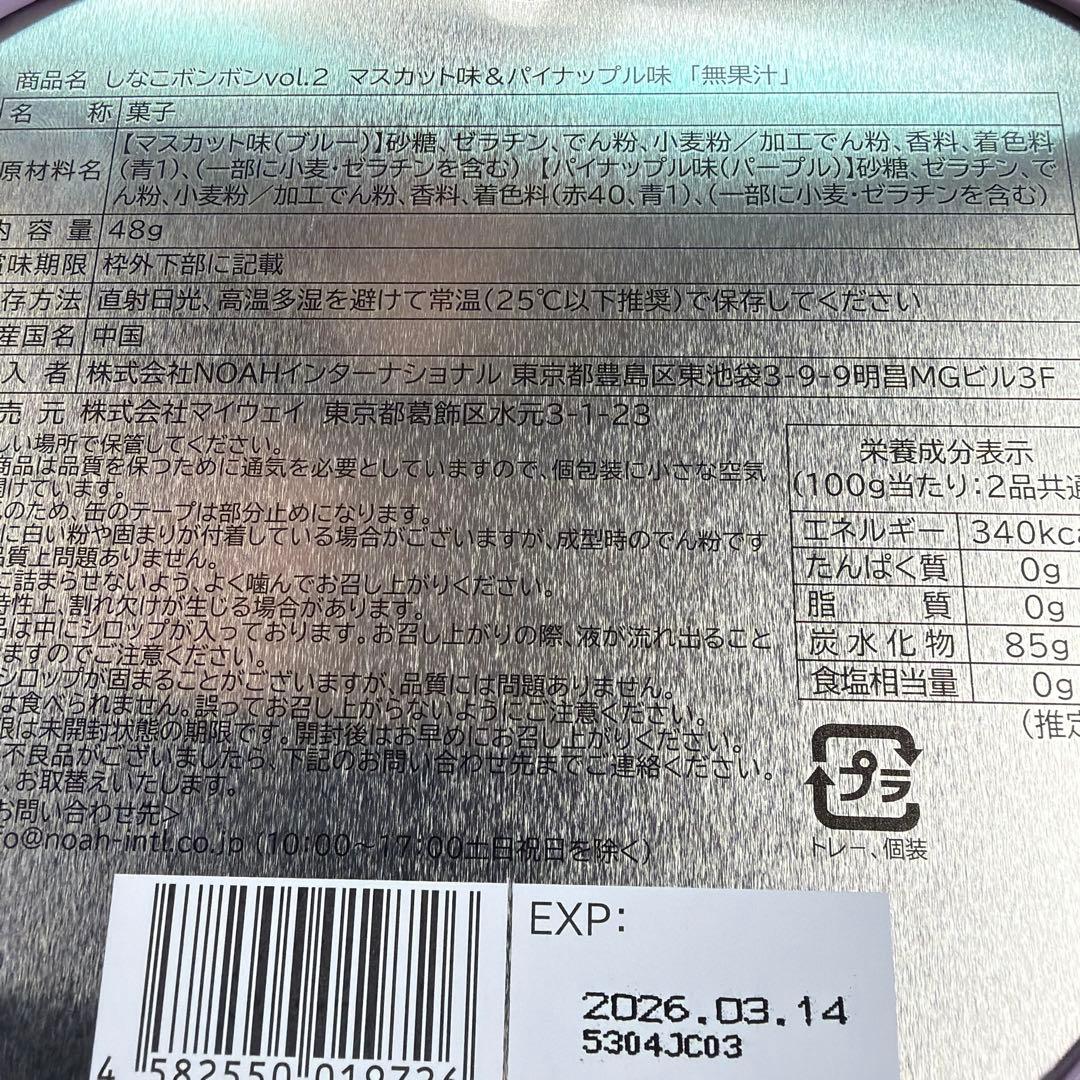 商品名 しなこボンボンvol.2 マスカット味&パイナップル味 「無果汁」
名 称 菓子
原材料名 【マスカット味(ブルー)】砂糖、ゼラチン、でん粉、小麦粉/加工でん粉、香料、着色料
(青1)、(一部に小麦・ゼラチンを含む) 【パイナップル味(パープル)】砂糖、ゼラチン、で
ん粉、小麦粉/加工でん粉、香料、着色料(赤40、青1)、(一部に小麦・ゼラチンを含む)
内 容 量 48g
賞味期限 枠外下部に記載
存方法 直射日光、高温多湿を避けて常温(25℃以下推奨)で保存してください
産国名 中国
入 者 株式会社NOAHインターナショナル 東京都豊島区東池袋3-9-9明昌MGビル3F
売 元 株式会社マイウェイ 東京都葛飾区水元3-1-23
しい場所で保管してください。
商品は品質を保つために通気を必要としていますので、個包装に小さな空気
開けています。
のため、缶のテープは部分止めになります。
に白い粉や固まりが付着している場合がございますが、成型時のでん粉です
品質上問題ありません。
に詰まらせないよう、よく噛んでお召し上がりください。
特性上、割れ欠けが生じる場合があります。
品は中にシロップが入っております。お召し上がりの際、液が流れ出ること
ますのでご注意ください。
シロップが固まることがございますが、品質には問題ありません。
は食べられません。誤ってお召し上がらないようにご注意ください。
限は未開封状態の期限です。開封後はお早めにお召し上がりください。
不良品がございましたら、下記のお問い合わせ先までご連絡ください。
、お取替えいたします。
お問い合わせ先>
fo@noah-intl.co.jp (10:00~17:00土日祝日を除く)
栄養成分表示
(100g当たり:2品共通
エネルギー 340kca
たんぱく質 0g
脂 質 0g
炭水化物 85g
食塩相当量 0g
(推定
プラ
トレー、個装
EXP:
2026.03.14
5304JC03
4 582550 019726